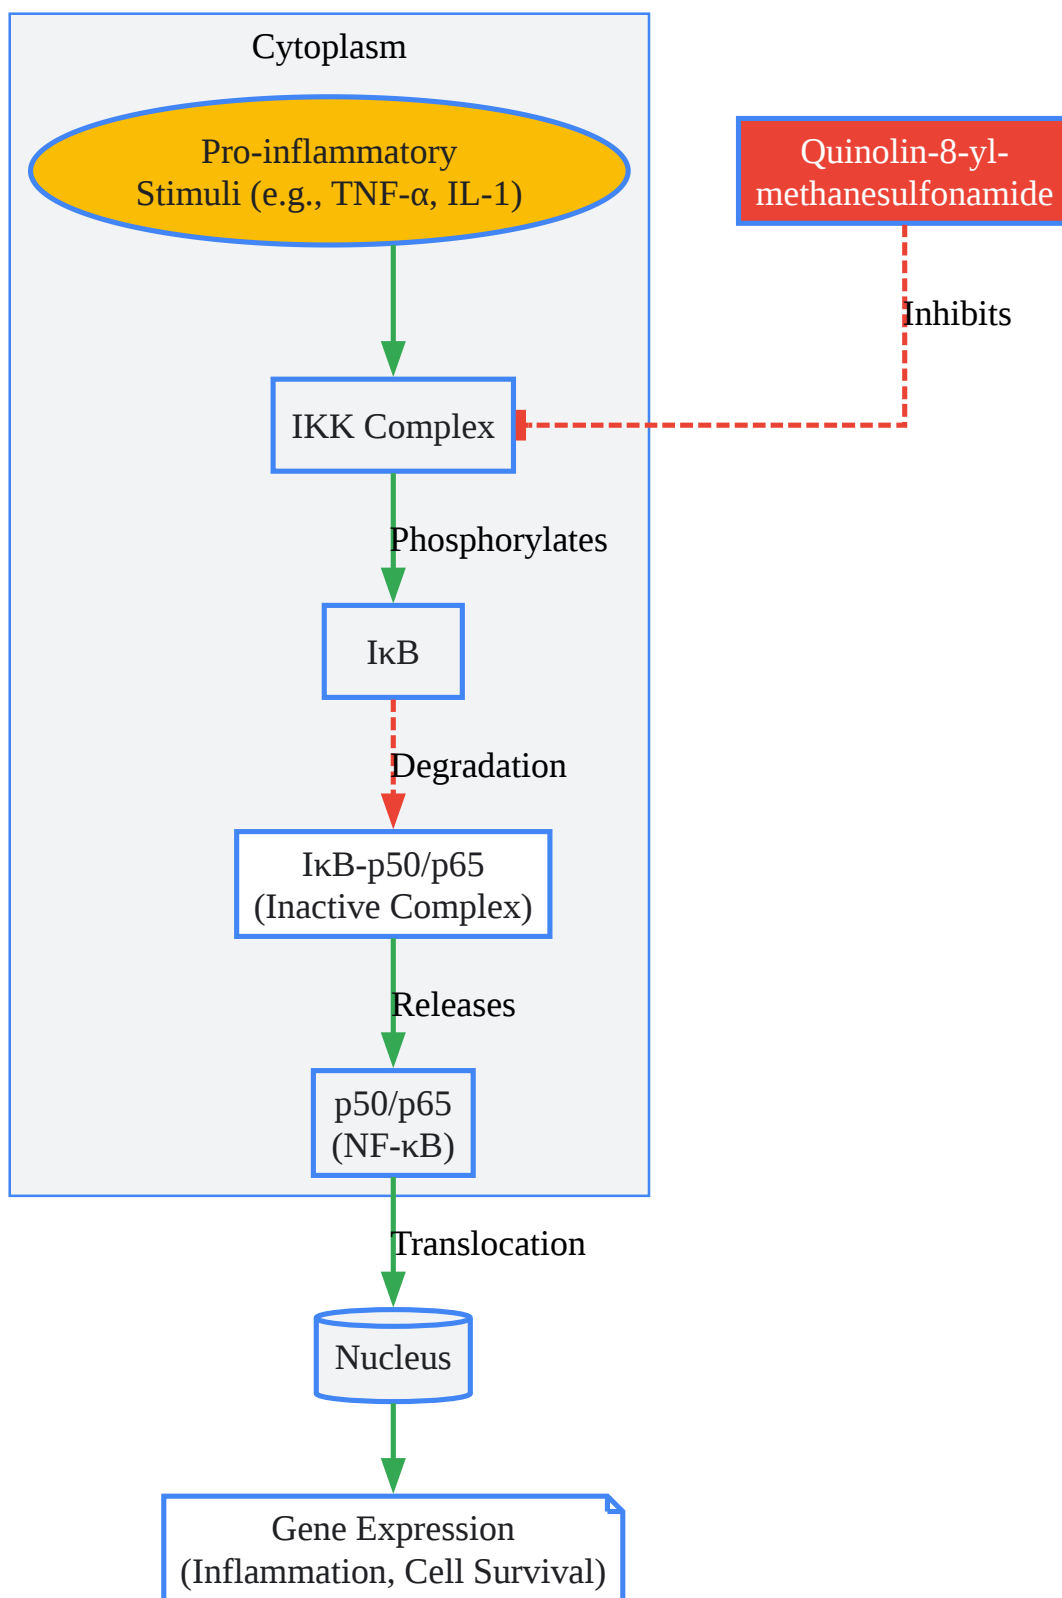 Cytoplasm
Pro-inflammatory
Stimuli (e.g., TNF-α, IL-1)
Quinolin-8-yl-
methanesulfonamide
Inhibits
IKK Complex
Phosphorylates
IκB
Degradation
IκB-p50/p65
(Inactive Complex)
Releases
p50/p65
(NF-κB)
Translocation
Nucleus
Gene Expression
(Inflammation, Cell Survival)